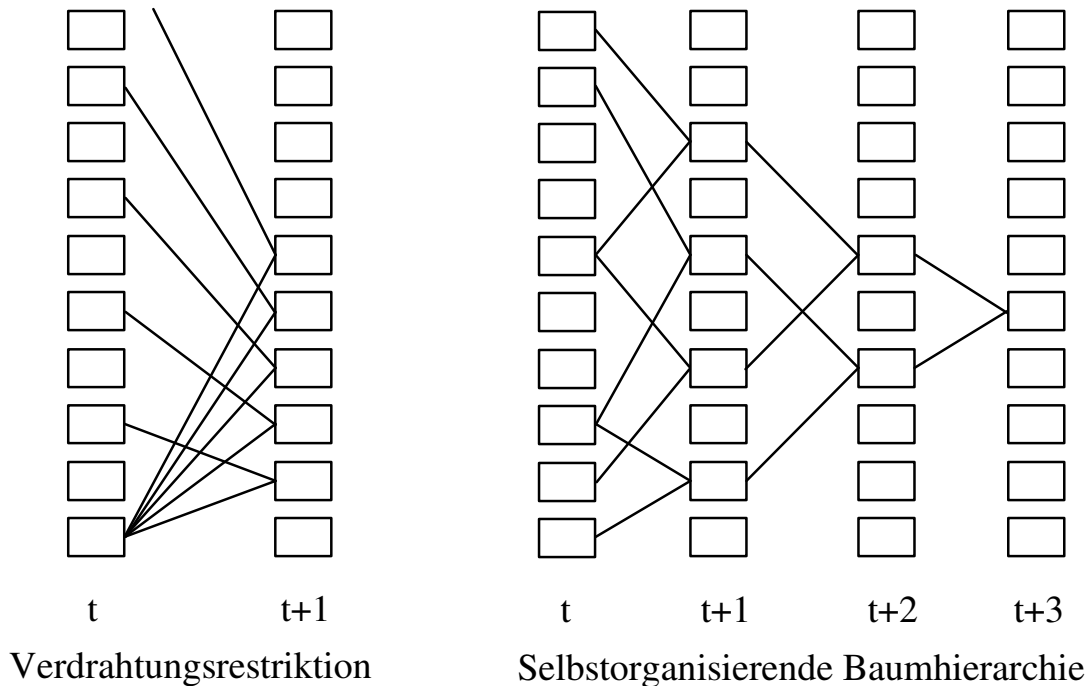 t t+1
Verdrahtungsrestriktion
t t+1 t+2 t+3
Selbstorganisierende Baumhierarchie